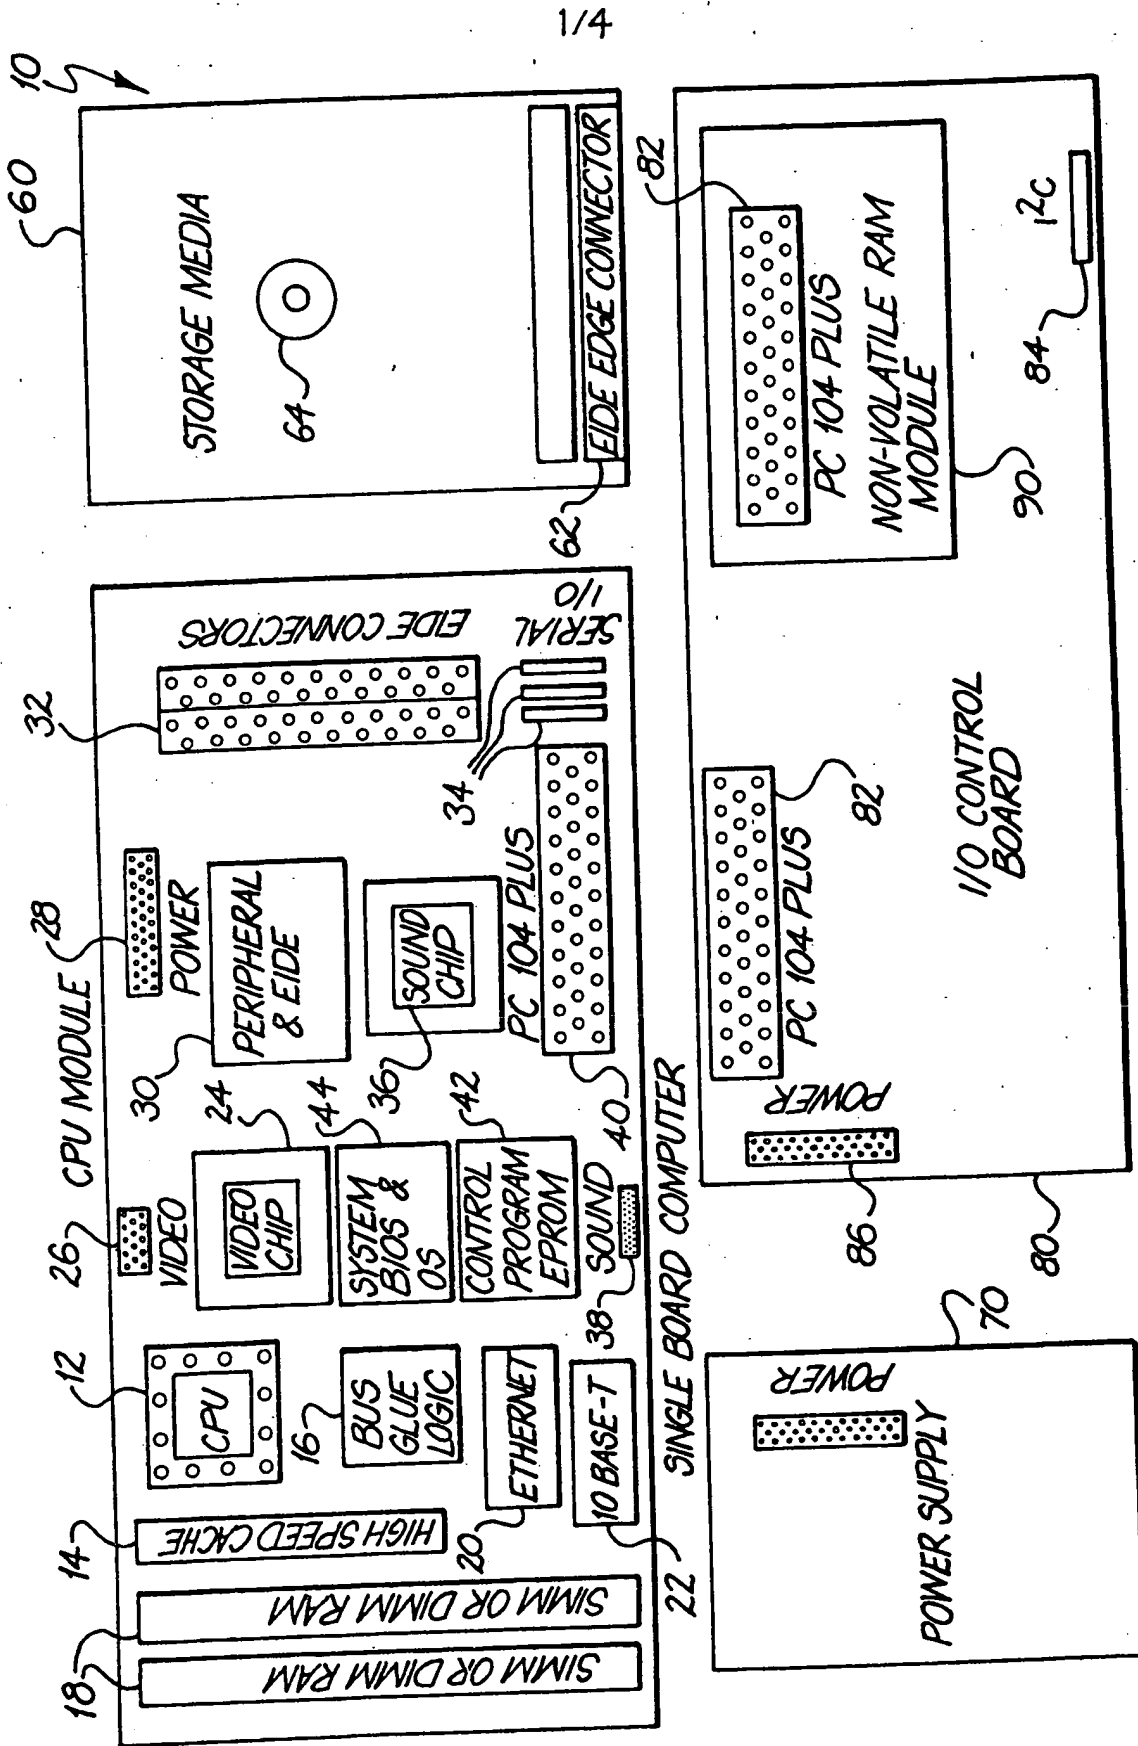 1/4
10
60
STORAGE MEDIA
64
EIDE EDGE CONNECTOR
62
CPU MODULE
SIMM OR DIMM RAM
SIMM OR DIMM RAM
18
HIGH SPEED CACHE
14
CPU
12
BUS
GLUE
LOGIC
16
ETHERNET
20
10 BASE-T
22
VIDEO
26
VIDEO
CHIP
24
SYSTEM
BIOS &
OS
44
CONTROL
PROGRAM
EPROM
42
SOUND
38
POWER
28
PERIPHERAL
& EIDE
30
SOUND
CHIP
36
PC 104 PLUS
40
EIDE CONNECTORS
32
SERIAL
I/O
34
SINGLE BOARD COMPUTER
POWER SUPPLY
POWER
70
POWER
86
80
PC 104 PLUS
82
I/O CONTROL
BOARD
82
PC 104 PLUS
NON-VOLATILE RAM
MODULE
90
I2C
84